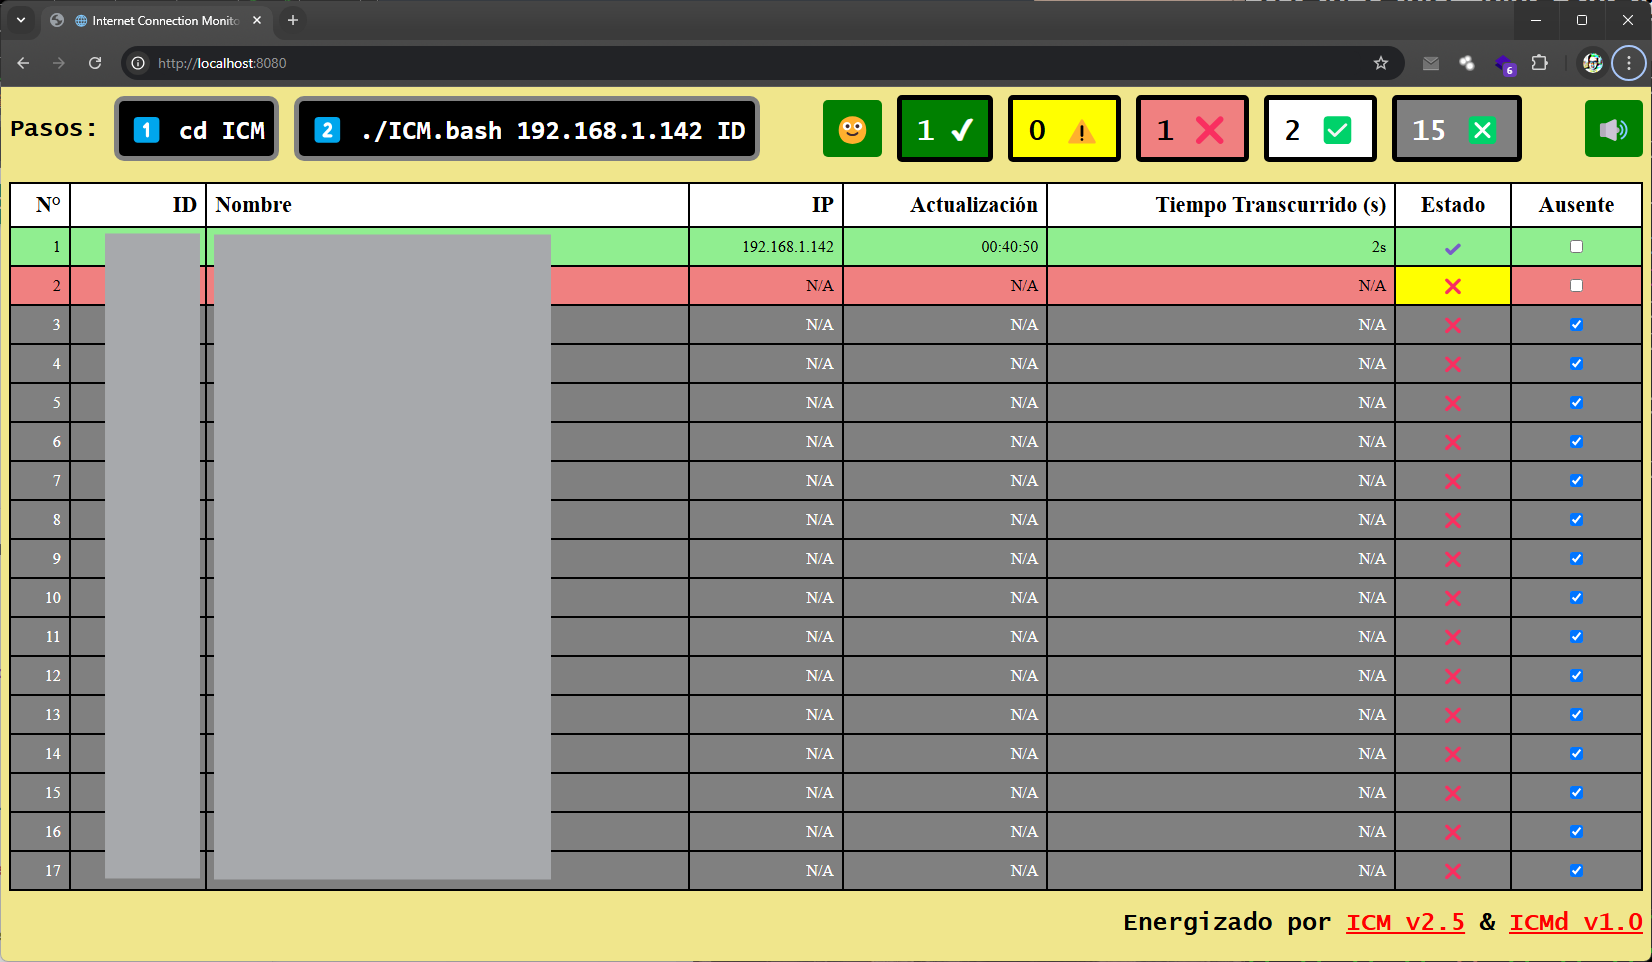 Internet Connection Monito
http://localhost:8080
6
Pasos: 1 cd ICM 2 ./ICM.bash 192.168.1.142 ID 1 0 1 2 15
Nº ID Nombre IP Actualización Tiempo Transcurrido (s) Estado Ausente
1 192.168.1.142 00:40:50 2s
2 N/A N/A N/A
3 N/A N/A N/A
4 N/A N/A N/A
5 N/A N/A N/A
6 N/A N/A N/A
7 N/A N/A N/A
8 N/A N/A N/A
9 N/A N/A N/A
10 N/A N/A N/A
11 N/A N/A N/A
12 N/A N/A N/A
13 N/A N/A N/A
14 N/A N/A N/A
15 N/A N/A N/A
16 N/A N/A N/A
17 N/A N/A N/A
Energizado por ICM v2.5 & ICMd v1.0